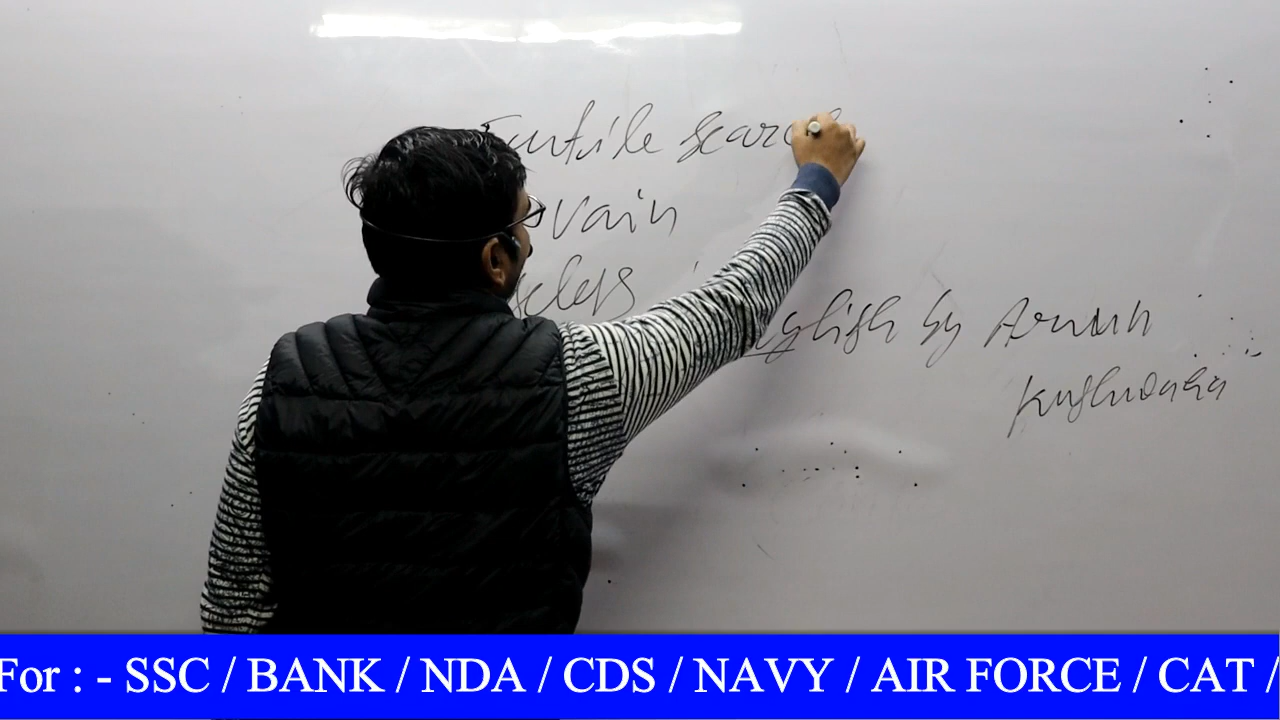 Futile search
vain
English by Arun
Kushwaha
For : - SSC / BANK / NDA / CDS / NAVY / AIR FORCE / CAT /